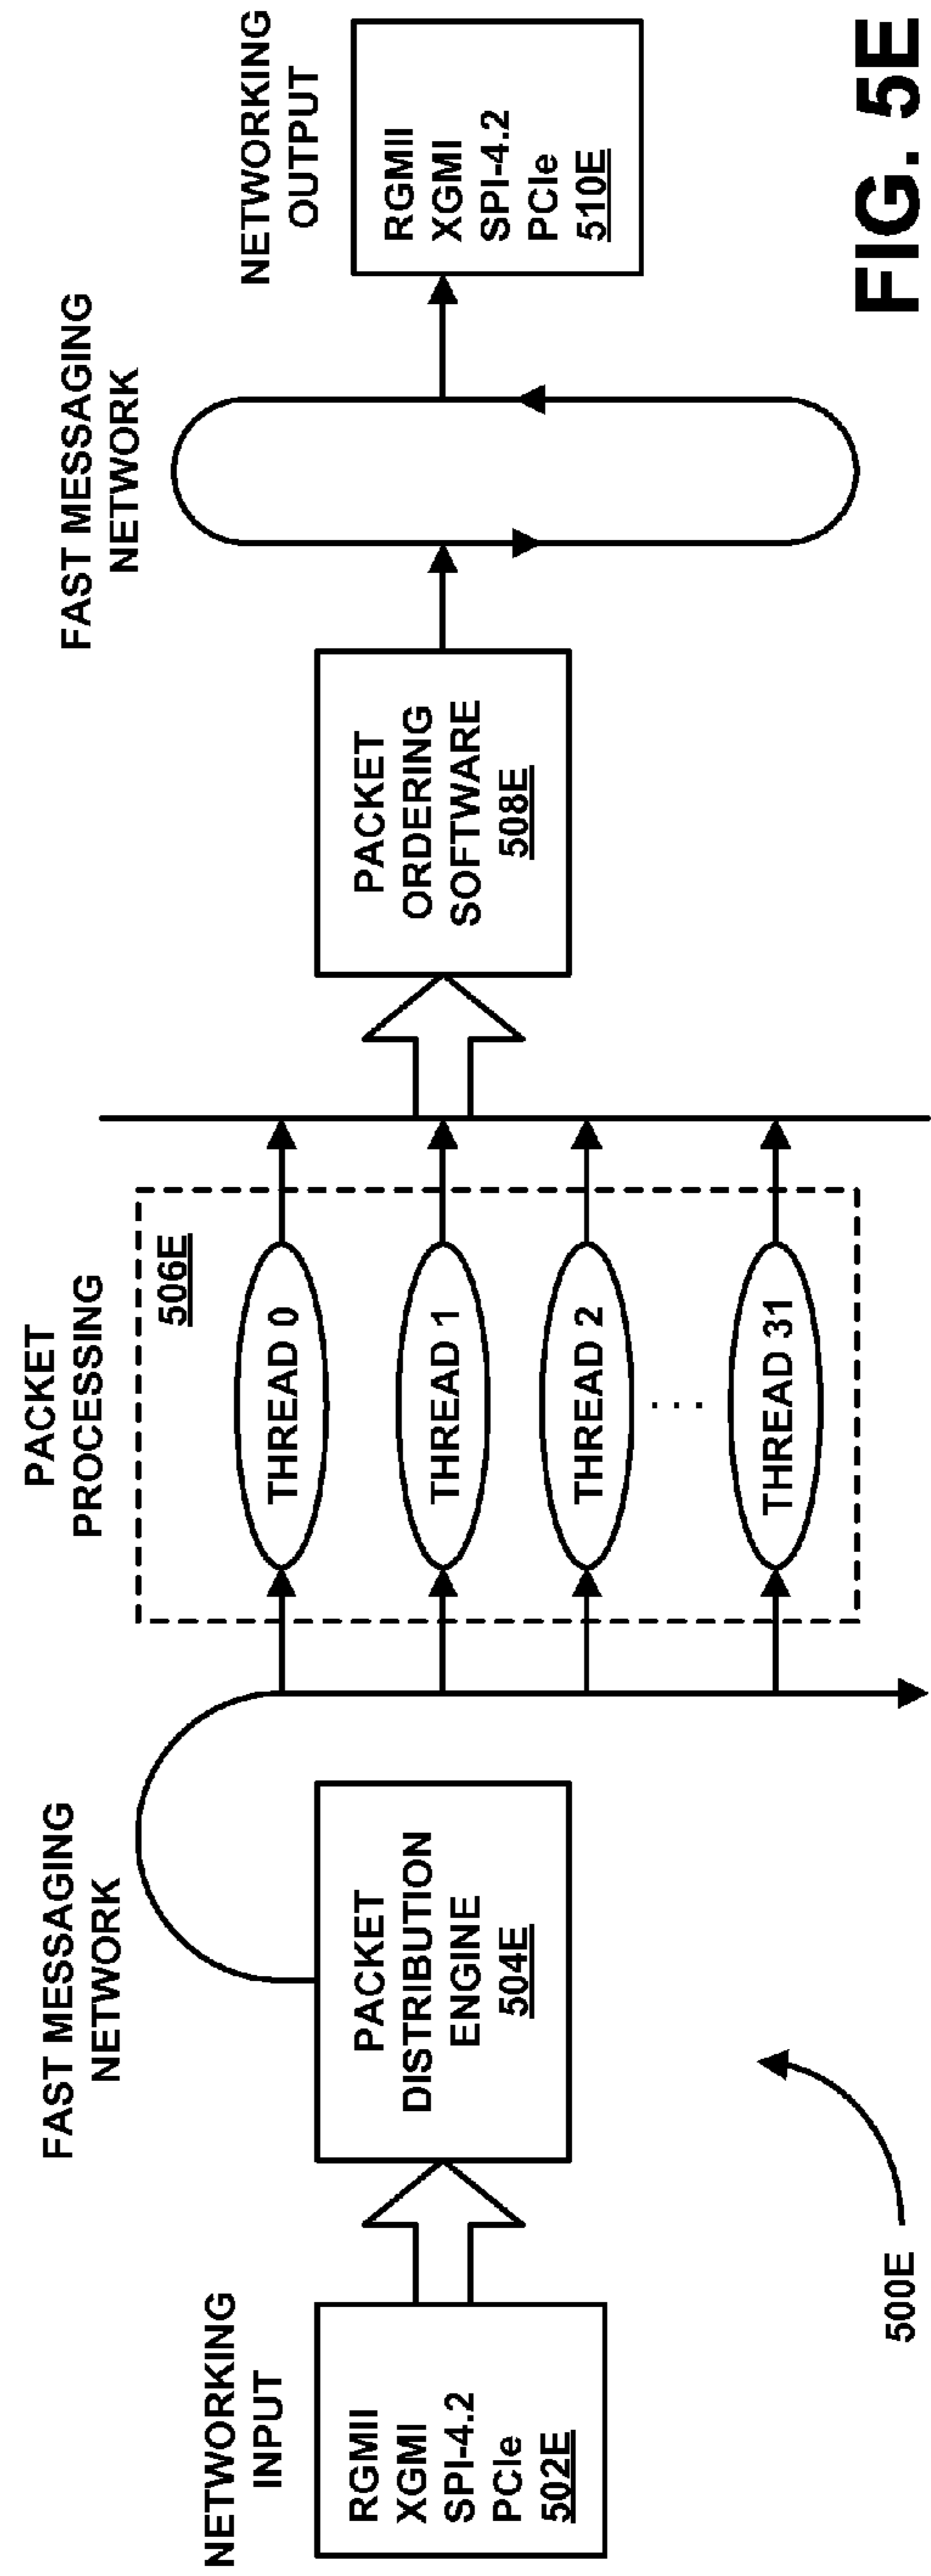 NETWORKING
INPUT
RGMII
XGMI
SPI-4.2
PCIe
502E
FAST MESSAGING
NETWORK
PACKET
DISTRIBUTION
ENGINE
504E
500E
PACKET
PROCESSING
506E
THREAD 0
THREAD 1
THREAD 2
...
THREAD 31
PACKET
ORDERING
SOFTWARE
508E
FAST MESSAGING
NETWORK
NETWORKING
OUTPUT
RGMII
XGMI
SPI-4.2
PCIe
510E
FIG. 5E